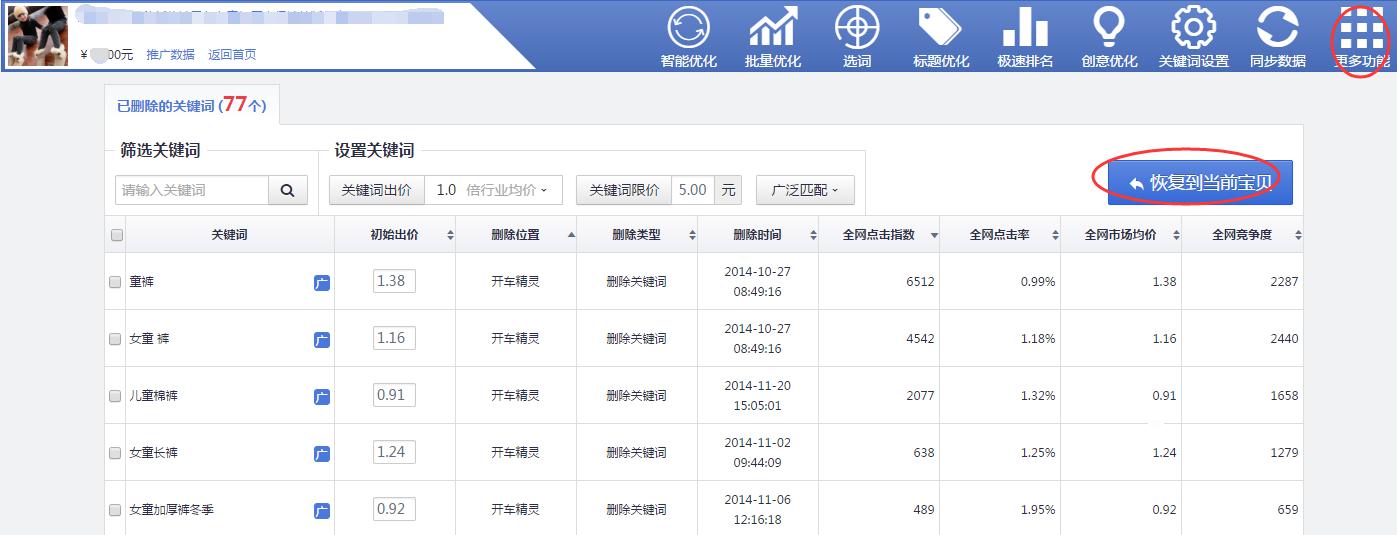 ¥ 00元 推广数据 返回首页
智能优化 批量优化 选词 标题优化 极速排名 创意优化 关键词设置 同步数据 更多功能
已删除的关键词 (77个)
筛选关键词 设置关键词
请输入关键词 关键词出价 1.0 倍行业均价 关键词限价 5.00 元 广泛匹配 恢复到当前宝贝
关键词 初始出价 删除位置 删除类型 删除时间 全网点击指数 全网点击率 全网市场均价 全网竞争度
童裤 广 1.38 开车精灵 删除关键词 2014-10-27 08:49:16 6512 0.99% 1.38 2287
女童 裤 广 1.16 开车精灵 删除关键词 2014-10-27 08:49:16 4542 1.18% 1.16 2440
儿童棉裤 广 0.91 开车精灵 删除关键词 2014-11-20 15:05:01 2077 1.32% 0.91 1658
女童长裤 广 1.24 开车精灵 删除关键词 2014-11-02 09:44:09 638 1.25% 1.24 1279
女童加厚裤冬季 广 0.92 开车精灵 删除关键词 2014-11-06 12:16:18 489 1.95% 0.92 659